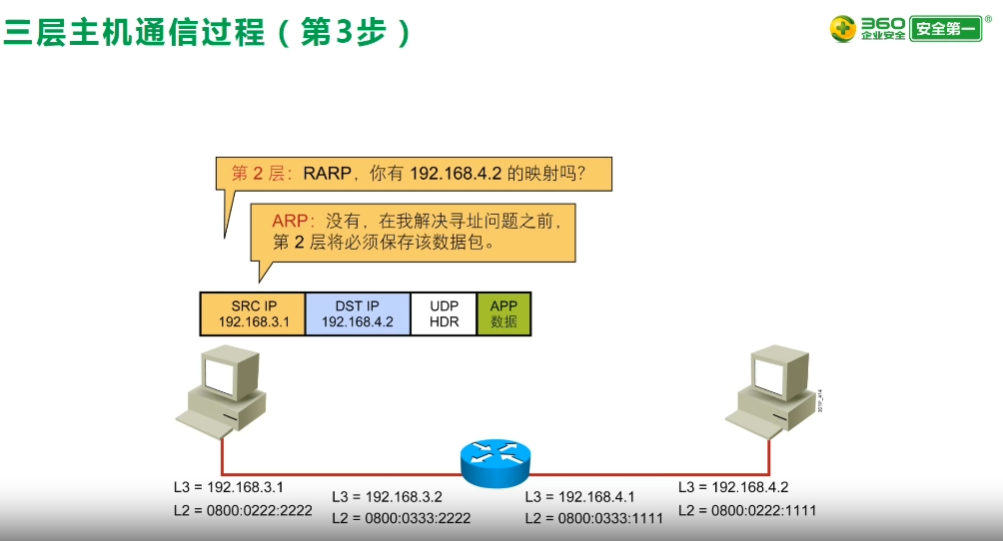 三层主机通信过程（第3步）
360
企业安全
安全第一
®
第 2 层：RARP，你有 192.168.4.2 的映射吗？
ARP：没有，在我解决寻址问题之前，
第 2 层将必须保存该数据包。
SRC IP
192.168.3.1
DST IP
192.168.4.2
UDP
HDR
APP
数据
L3 = 192.168.3.1
L2 = 0800:0222:2222
L3 = 192.168.3.2
L2 = 0800:0333:2222
L3 = 192.168.4.1
L2 = 0800:0333:1111
L3 = 192.168.4.2
L2 = 0800:0222:1111